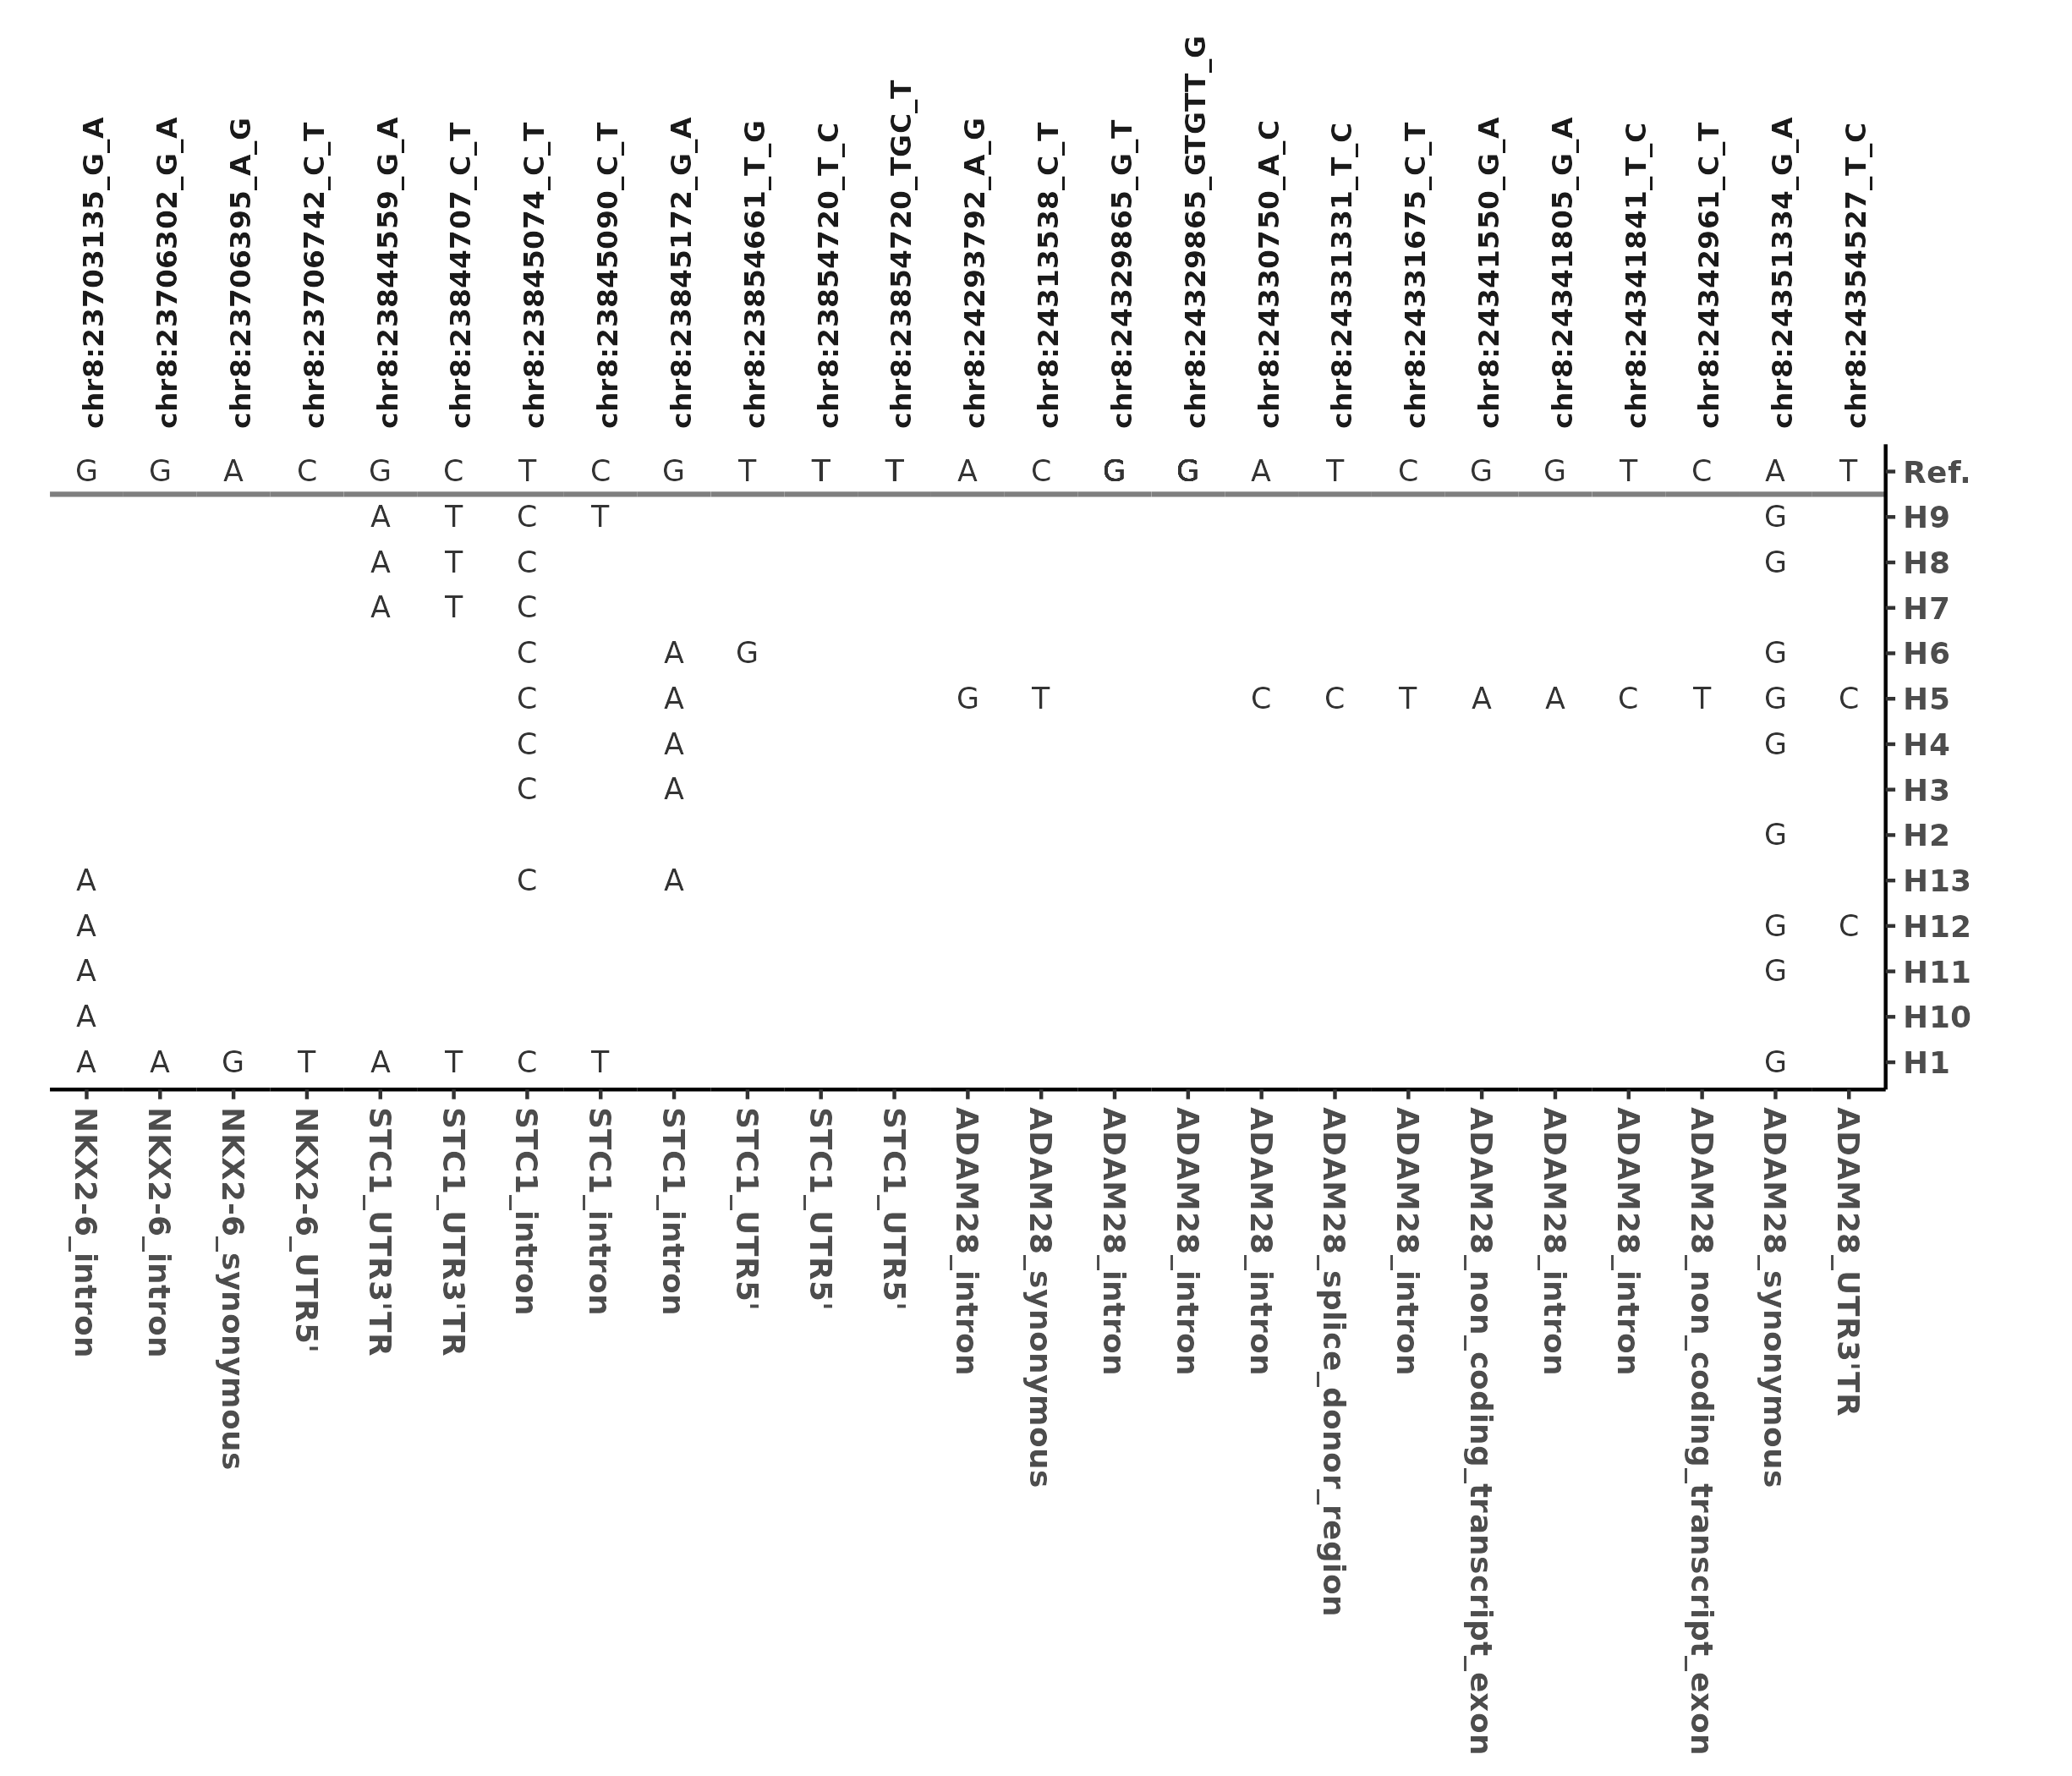 chr8:23703135_G_A
chr8:23706302_G_A
chr8:23706395_A_G
chr8:23706742_C_T
chr8:23844559_G_A
chr8:23844707_C_T
chr8:23845074_C_T
chr8:23845090_C_T
chr8:23845172_G_A
chr8:23854661_T_G
chr8:23854720_T_C
chr8:23854720_TGC_T
chr8:24293792_A_G
chr8:24313538_C_T
chr8:24329865_G_T
chr8:24329865_GTGTT_G
chr8:24330750_A_C
chr8:24331331_T_C
chr8:24331675_C_T
chr8:24341550_G_A
chr8:24341805_G_A
chr8:24341841_T_C
chr8:24342961_C_T
chr8:24351334_G_A
chr8:24354527_T_C
G G A C G C T C G T T T A C G G A T C G G T C A T Ref.
A T C T G H9
A T C G H8
A T C H7
C A G G H6
C A G T C C T A A C T G C H5
C A G H4
C A H3
G H2
A C A H13
A G C H12
A G H11
A H10
A A G T A T C T G H1
NKX2-6_intron
NKX2-6_intron
NKX2-6_synonymous
NKX2-6_UTR5'
STC1_UTR3'TR
STC1_UTR3'TR
STC1_intron
STC1_intron
STC1_intron
STC1_UTR5'
STC1_UTR5'
STC1_UTR5'
ADAM28_intron
ADAM28_synonymous
ADAM28_intron
ADAM28_intron
ADAM28_intron
ADAM28_splice_donor_region
ADAM28_intron
ADAM28_non_coding_transcript_exon
ADAM28_intron
ADAM28_intron
ADAM28_non_coding_transcript_exon
ADAM28_synonymous
ADAM28_UTR3'TR